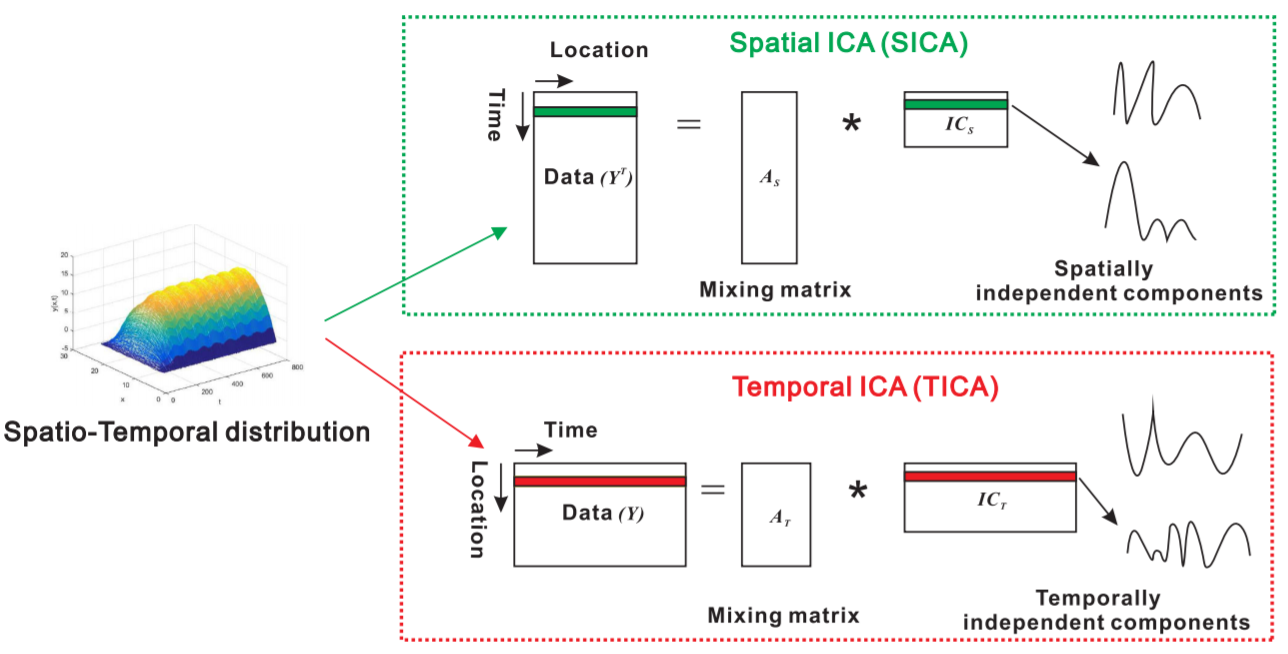 Spatial ICA (SICA)
Location
Time
Data (Y^T)
=
A_S
*
IC_S
Mixing matrix
Spatially
independent components
20
15
10
5
0
-5
y(x,t)
30
20
10
0
x
0
200
400
600
800
t
Spatio-Temporal distribution
Temporal ICA (TICA)
Time
Location
Data (Y)
=
A_T
*
IC_T
Mixing matrix
Temporally
independent components